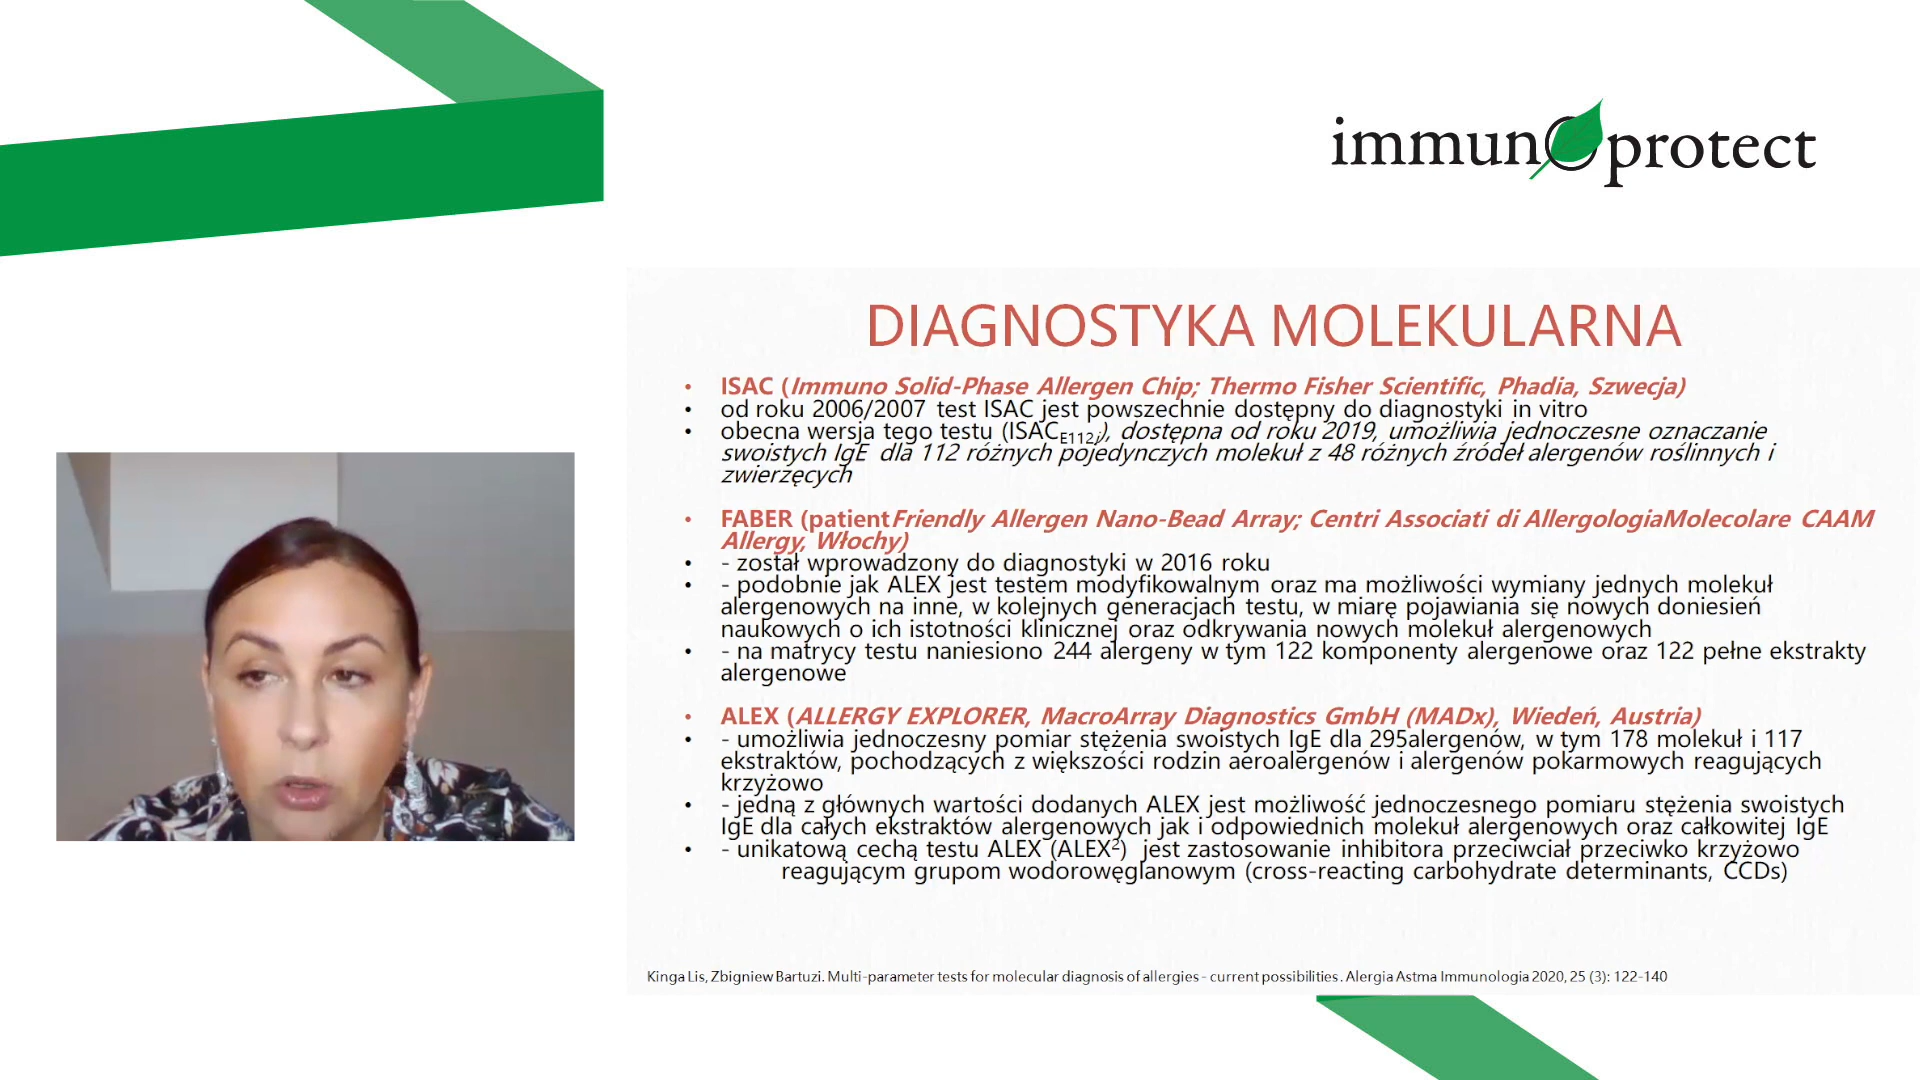 immunoprotect
DIAGNOSTYKA MOLEKULARNA
• ISAC (Immuno Solid-Phase Allergen Chip; Thermo Fisher Scientific, Phadia, Szwecja)
• od roku 2006/2007 test ISAC jest powszechnie dostępny do diagnostyki in vitro
• obecna wersja tego testu (ISACE112i), dostępna od roku 2019, umożliwia jednoczesne oznaczanie
swoistych IgE dla 112 różnych pojedynczych molekuł z 48 różnych źródeł alergenów roślinnych i
zwierzęcych
• FABER (patientFriendly Allergen Nano-Bead Array; Centri Associati di AllergologiaMolecolare CAAM
Allergy, Włochy)
• - został wprowadzony do diagnostyki w 2016 roku
• - podobnie jak ALEX jest testem modyfikowalnym oraz ma możliwości wymiany jednych molekuł
alergenowych na inne, w kolejnych generacjach testu, w miarę pojawiania się nowych doniesień
naukowych o ich istotności klinicznej oraz odkrywania nowych molekuł alergenowych
• - na matrycy testu naniesiono 244 alergeny w tym 122 komponenty alergenowe oraz 122 pełne ekstrakty
alergenowe
• ALEX (ALLERGY EXPLORER, MacroArray Diagnostics GmbH (MADx), Wiedeń, Austria)
• - umożliwia jednoczesny pomiar stężenia swoistych IgE dla 295alergenów, w tym 178 molekuł i 117
ekstraktów, pochodzących z większości rodzin aeroalergenów i alergenów pokarmowych reagujących
krzyżowo
• - jedną z głównych wartości dodanych ALEX jest możliwość jednoczesnego pomiaru stężenia swoistych
IgE dla całych ekstraktów alergenowych jak i odpowiednich molekuł alergenowych oraz całkowitej IgE
• - unikatową cechą testu ALEX (ALEX²) jest zastosowanie inhibitora przeciwciał przeciwko krzyżowo
reagującym grupom wodorowęglanowym (cross-reacting carbohydrate determinants, CCDs)
Kinga Lis, Zbigniew Bartuzi. Multi-parameter tests for molecular diagnosis of allergies - current possibilities. Alergia Astma Immunologia 2020, 25 (3): 122-140